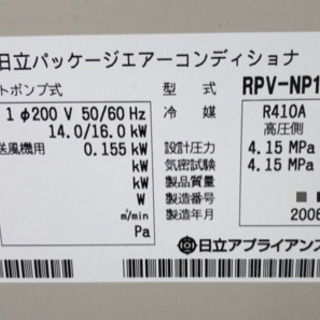 日立パッケージエアーコンディショナ
トポンプ式
型 式 RPV-NP1
1 φ200 V 50/60 Hz
冷 媒 R410A
14.0/16.0 kW
高圧側
送風機用 0.155 kW
設計圧力 4.15 MPa
kW
気密試験 4.15 MPa
kW
製品質量
W
製造番号
m³/min
製造年月 2006
Pa
日立アプライアンス